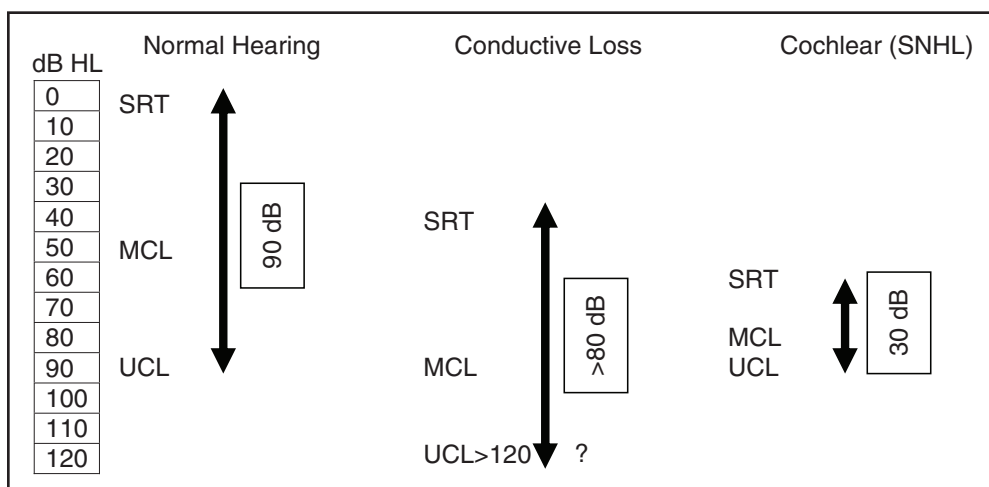 Normal Hearing
Conductive Loss
Cochlear (SNHL)
dB HL
0
SRT
10
20
30
40
SRT
50
MCL
60
SRT
70
80
MCL
90
UCL
MCL
UCL
100
110
120
UCL>120
?
90 dB
>80 dB
30 dB